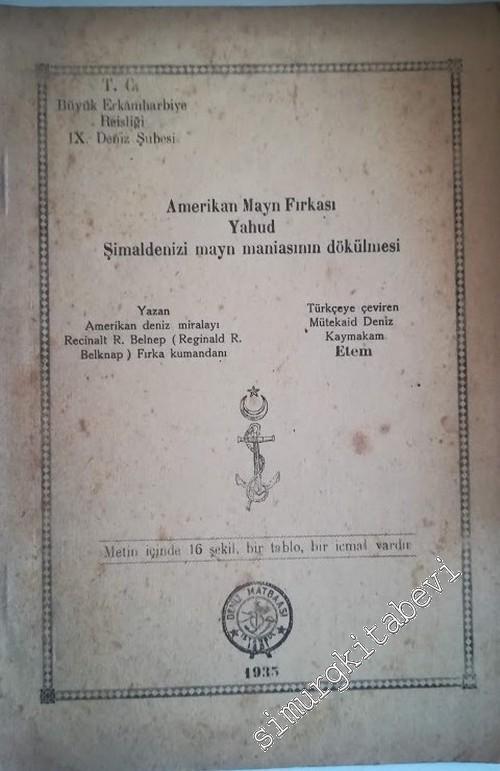 T. C.
Büyük Erkânıharbiye
Reisliği
IX. Deniz Şubesi
Amerikan Mayn Fırkası
Yahud
Şimaldenizi mayn maniasının dökülmesi
Yazan
Amerikan deniz miralayı
Recinalt R. Belnep ( Reginald R.
Belknap ) Fırka kumandanı
Türkçeye çeviren
Mütekaid Deniz
Kaymakam
Etem
Metin içinde 16 şekil, bir tablo, bir icmal vardır
DENİZ MATBAASI
İSTANBUL
1935
simurgkitabevi